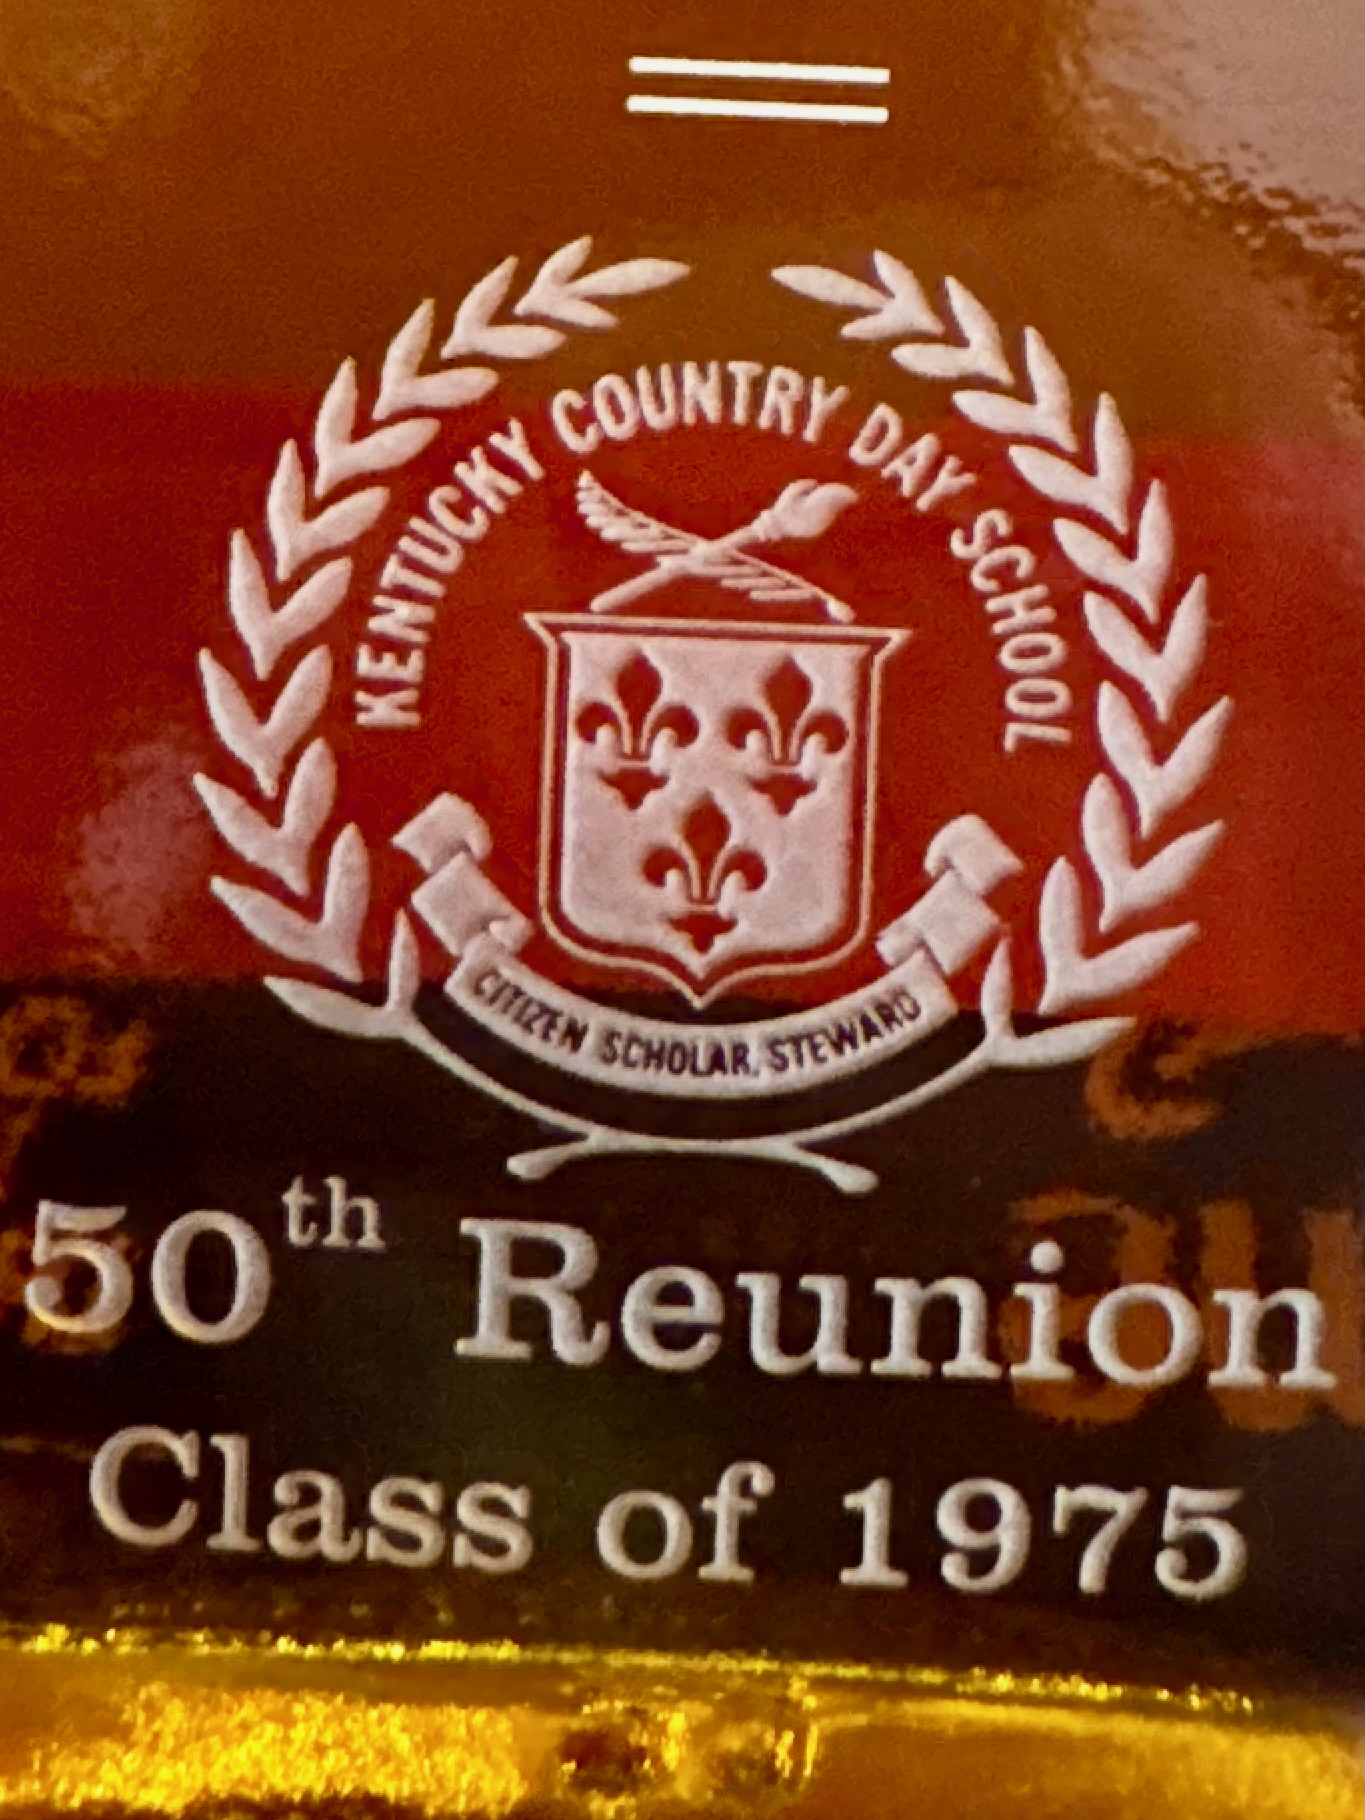 KENTUCKY COUNTRY DAY SCHOOL
CITIZEN SCHOLAR, STEWARD
50th Reunion
Class of 1975